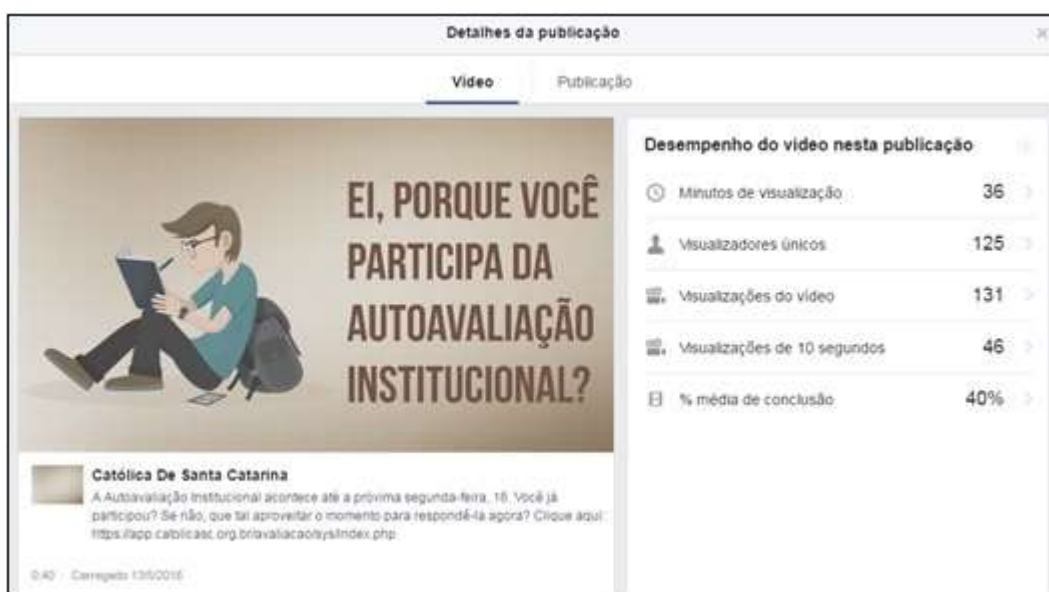 Detalhes da publicação
Vídeo Publicação
EI, PORQUE VOCÊ
PARTICIPA DA
AUTOAVALIAÇÃO
INSTITUCIONAL?
Católica De Santa Catarina
A Autoavaliação Institucional acontece até a próxima segunda-feira, 16. Você já
participou? Se não, que tal aproveitar o momento para respondê-la agora? Clique aqui:
https://app.catolicasc.org.br/avaliacao/sys/index.php
0:40 · Carregado 13/5/2016
Desempenho do vídeo nesta publicação
Minutos de visualização 36
Visualizadores únicos 125
Visualizações do vídeo 131
Visualizações de 10 segundos 46
% média de conclusão 40%